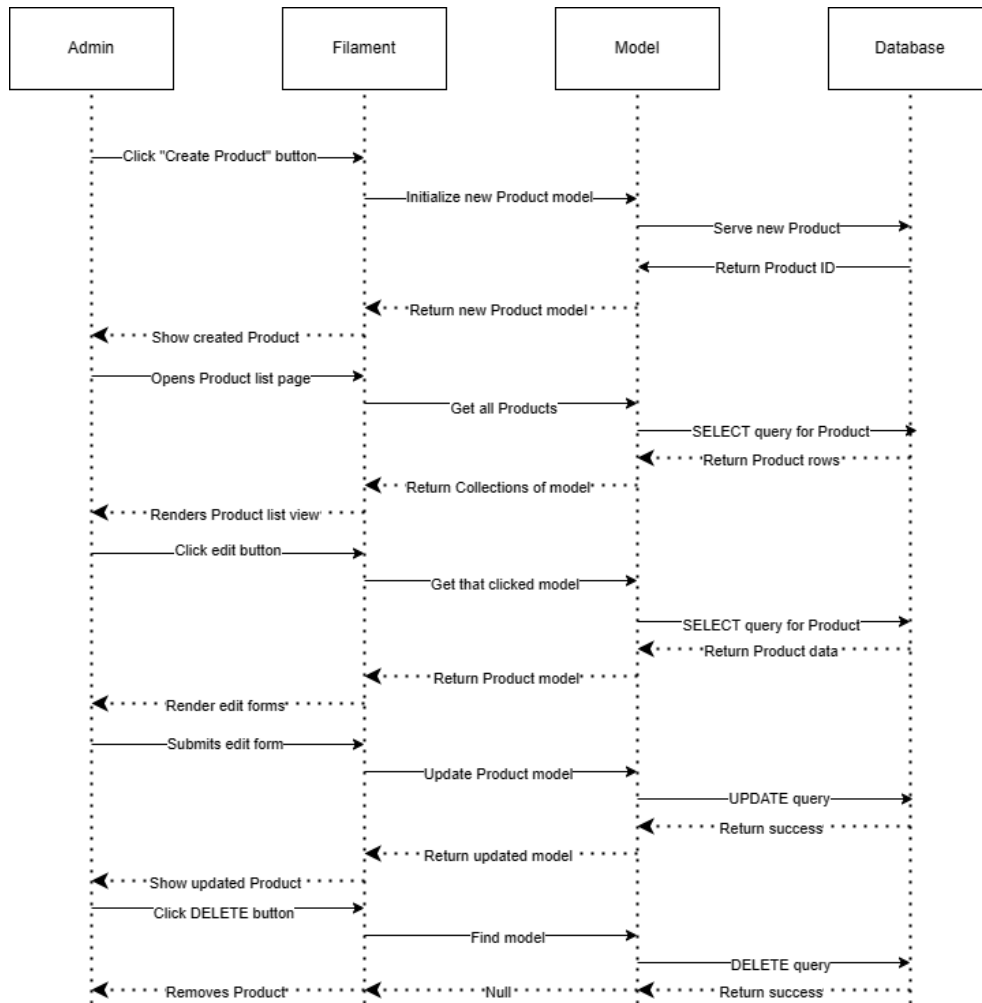 Admin
Filament
Model
Database
Click "Create Product" button
Initialize new Product model
Serve new Product
Return Product ID
Return new Product model
Show created Product
Opens Product list page
Get all Products
SELECT query for Product
Return Product rows
Return Collections of model
Renders Product list view
Click edit button
Get that clicked model
SELECT query for Product
Return Product data
Return Product model
Render edit forms
Submits edit form
Update Product model
UPDATE query
Return success
Return updated model
Show updated Product
Click DELETE button
Find model
DELETE query
Removes Product
Null
Return success